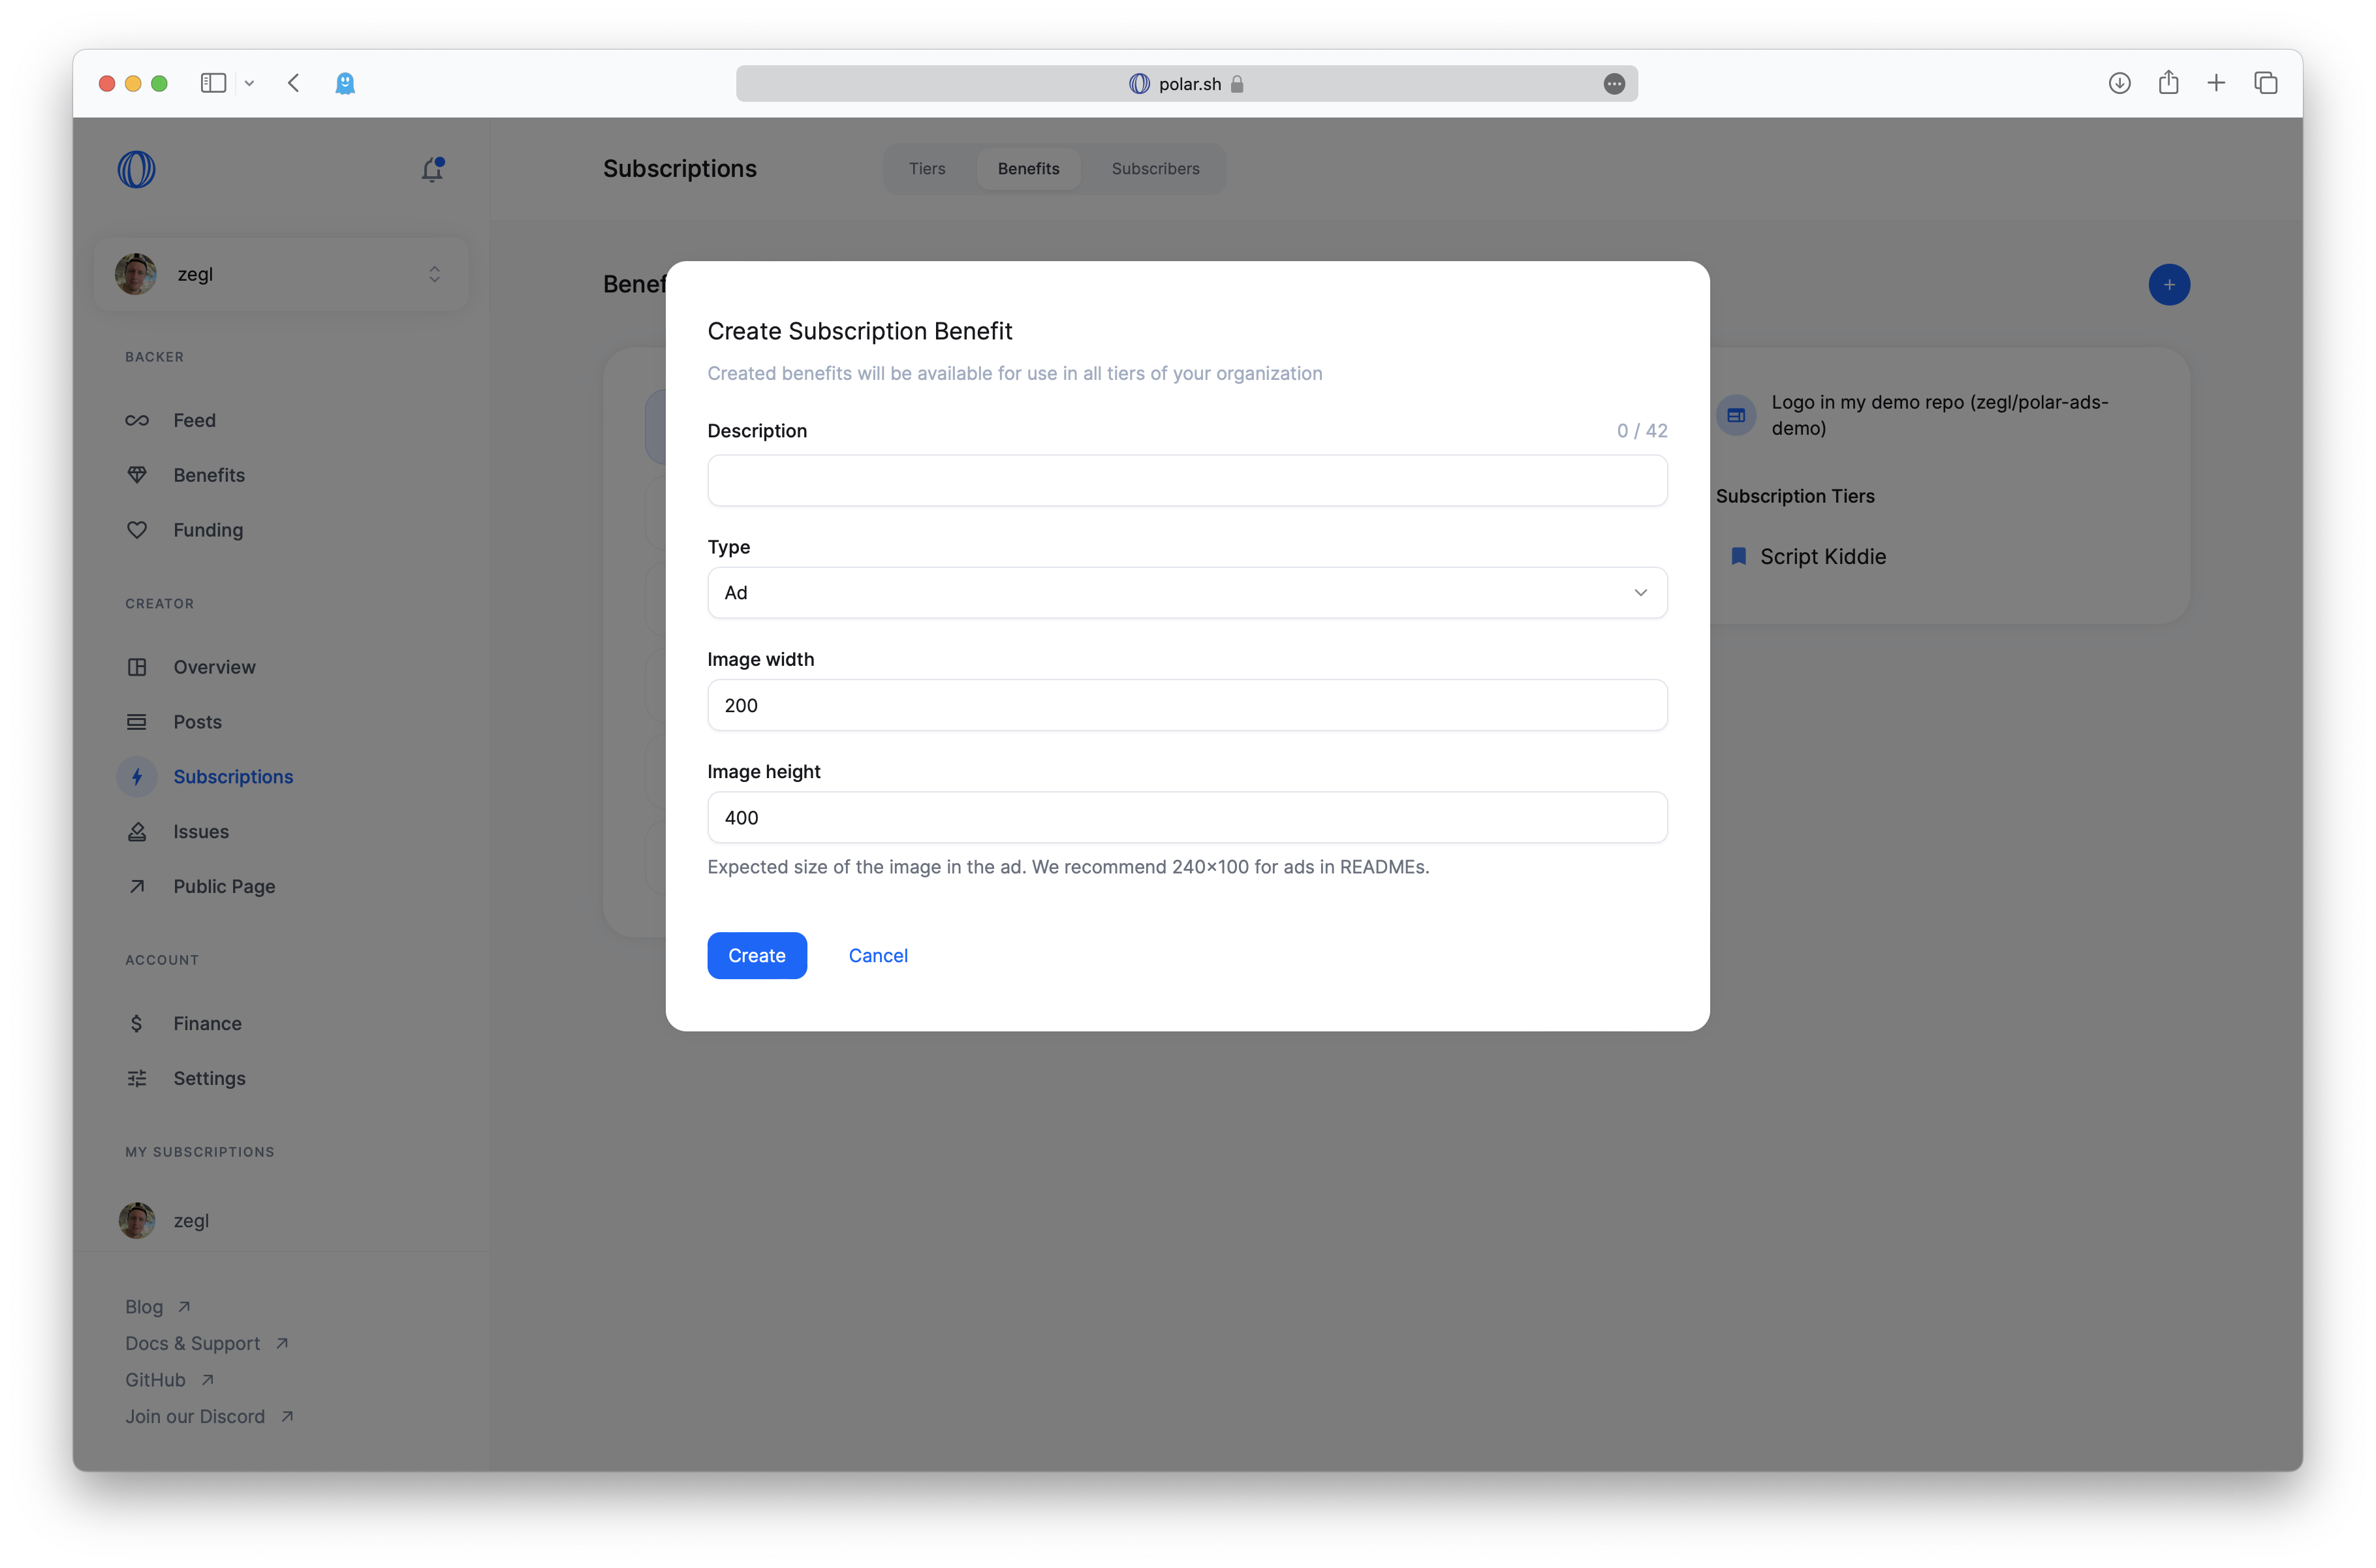 polar.sh
Subscriptions
Tiers
Benefits
Subscribers
zegl
BACKER
Feed
Benefits
Funding
CREATOR
Overview
Posts
Subscriptions
Issues
Public Page
ACCOUNT
Finance
Settings
MY SUBSCRIPTIONS
zegl
Blog
Docs & Support
GitHub
Join our Discord
Benef
Create Subscription Benefit
Created benefits will be available for use in all tiers of your organization
Description
0 / 42
Type
Ad
Image width
200
Image height
400
Expected size of the image in the ad. We recommend 240×100 for ads in READMEs.
Create
Cancel
Logo in my demo repo (zegl/polar-ads-
demo)
Subscription Tiers
Script Kiddie